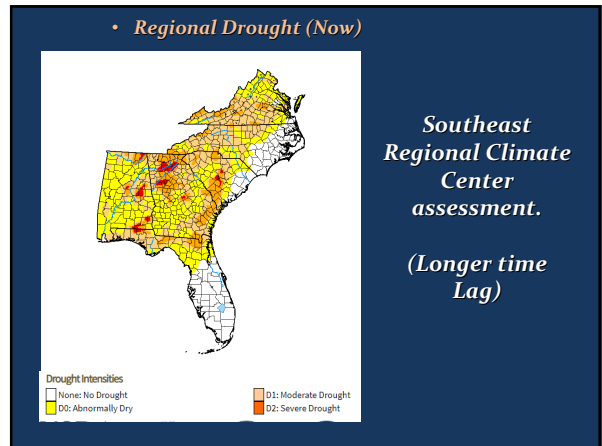 • Regional Drought (Now)
Southeast
Regional Climate
Center
assessment.
(Longer time
Lag)
Drought Intensities
None: No Drought
D1: Moderate Drought
D0: Abnormally Dry
D2: Severe Drought